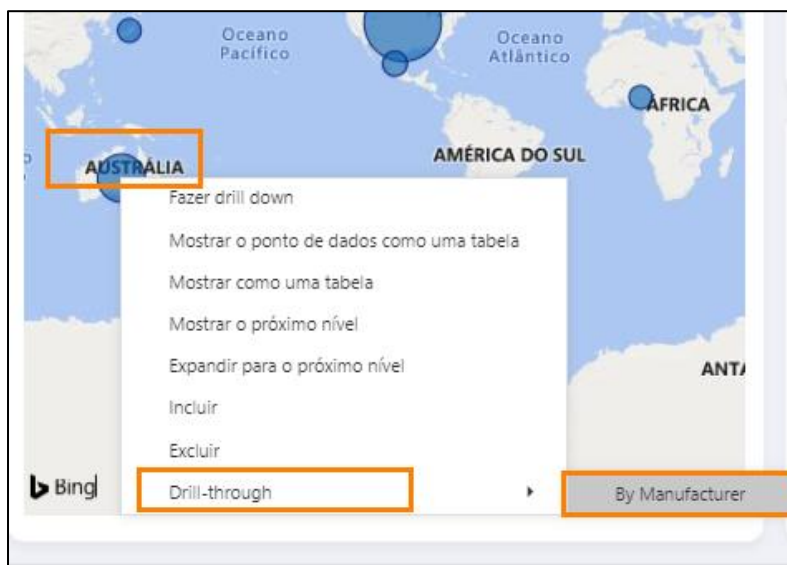 Oceano
Pacífico
Oceano
Atlântico
ÁFRICA
AUSTRÁLIA
AMÉRICA DO SUL
Fazer drill down
Mostrar o ponto de dados como uma tabela
Mostrar como uma tabela
Mostrar o próximo nível
Expandir para o próximo nível
ANTA
Incluir
Excluir
Bing
Drill-through
By Manufacturer